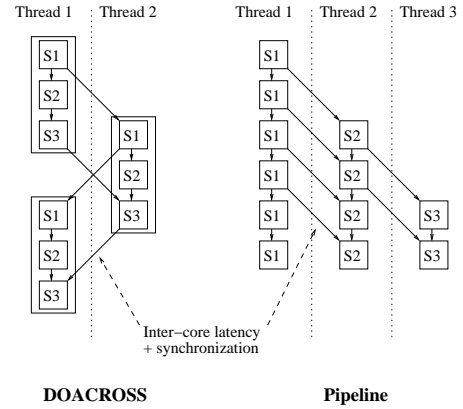 Thread 1 Thread 2 Thread 1 Thread 2 Thread 3
S1 S1
S2 S1
S3 S1 S1 S2
S2 S1 S2
S1 S3 S1 S2 S3
S2 S1 S2 S3
S3
Inter−core latency
+ synchronization
DOACROSS Pipeline